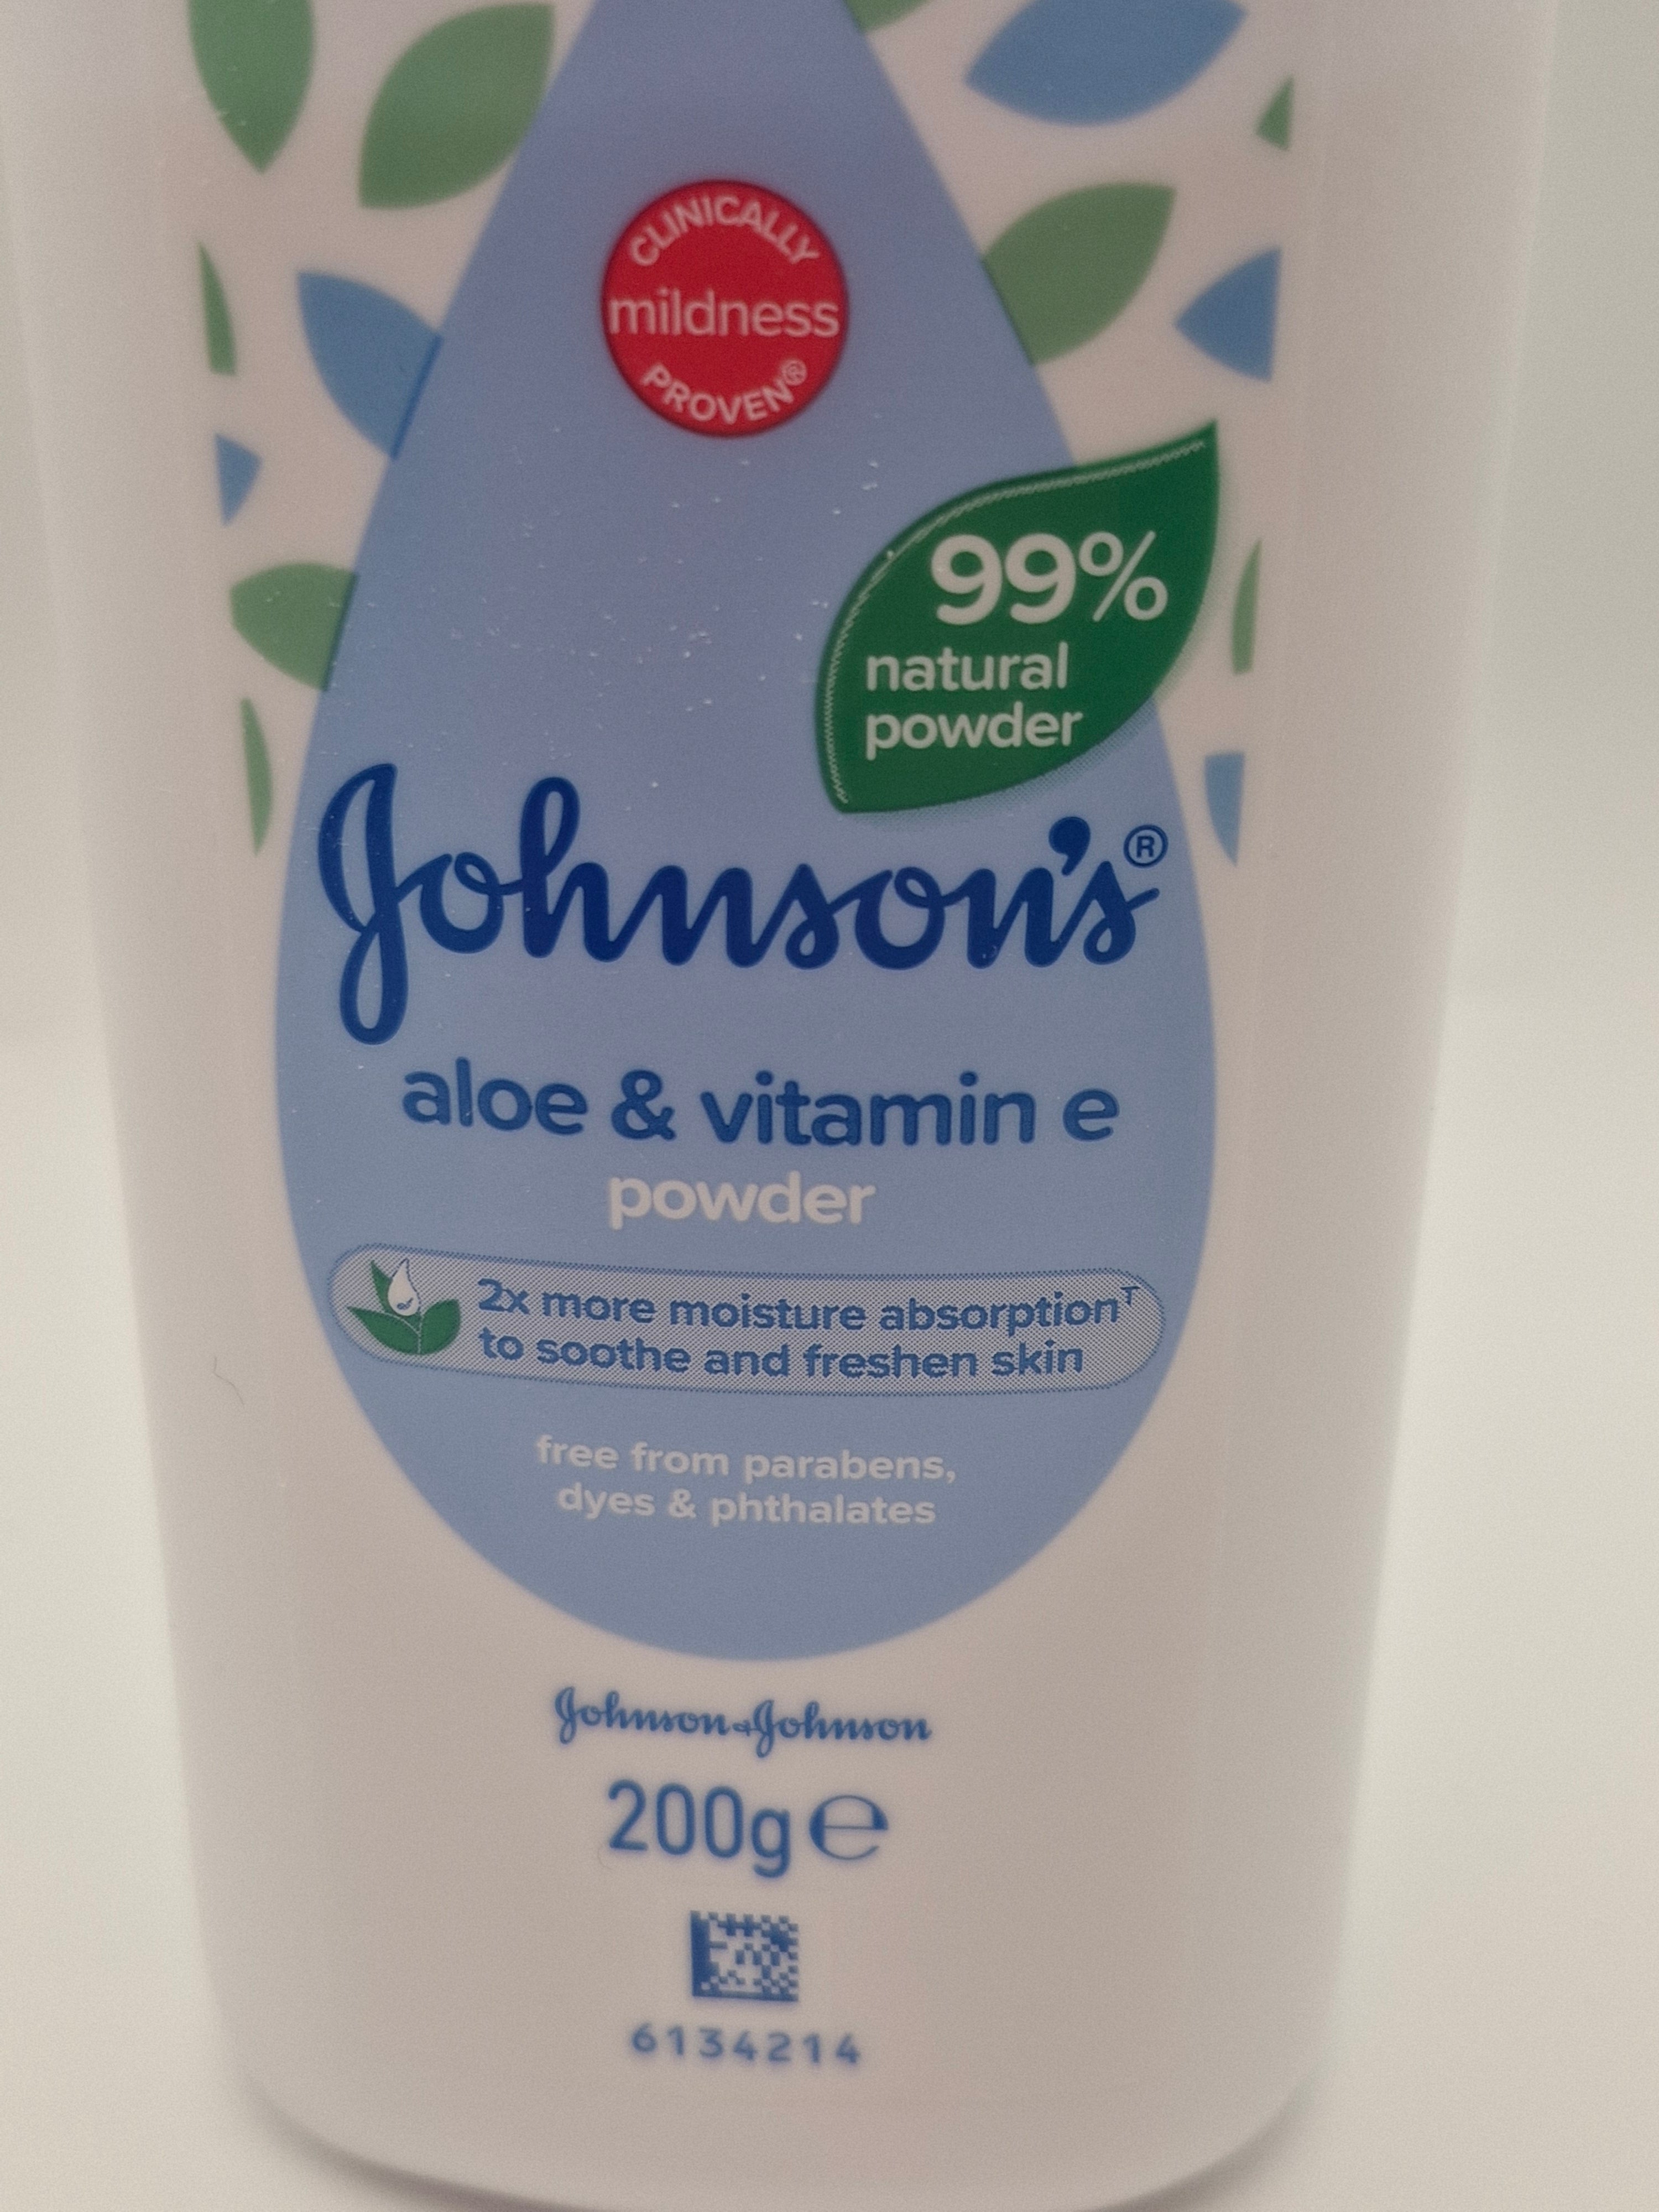 CLINICALLY
mildness
PROVEN®
99%
natural
powder
Johnson's®
aloe & vitamin e
powder
2x more moisture absorptionᵀ
to soothe and freshen skin
free from parabens,
dyes & phthalates
Johnson & Johnson
200g ℮
6134214